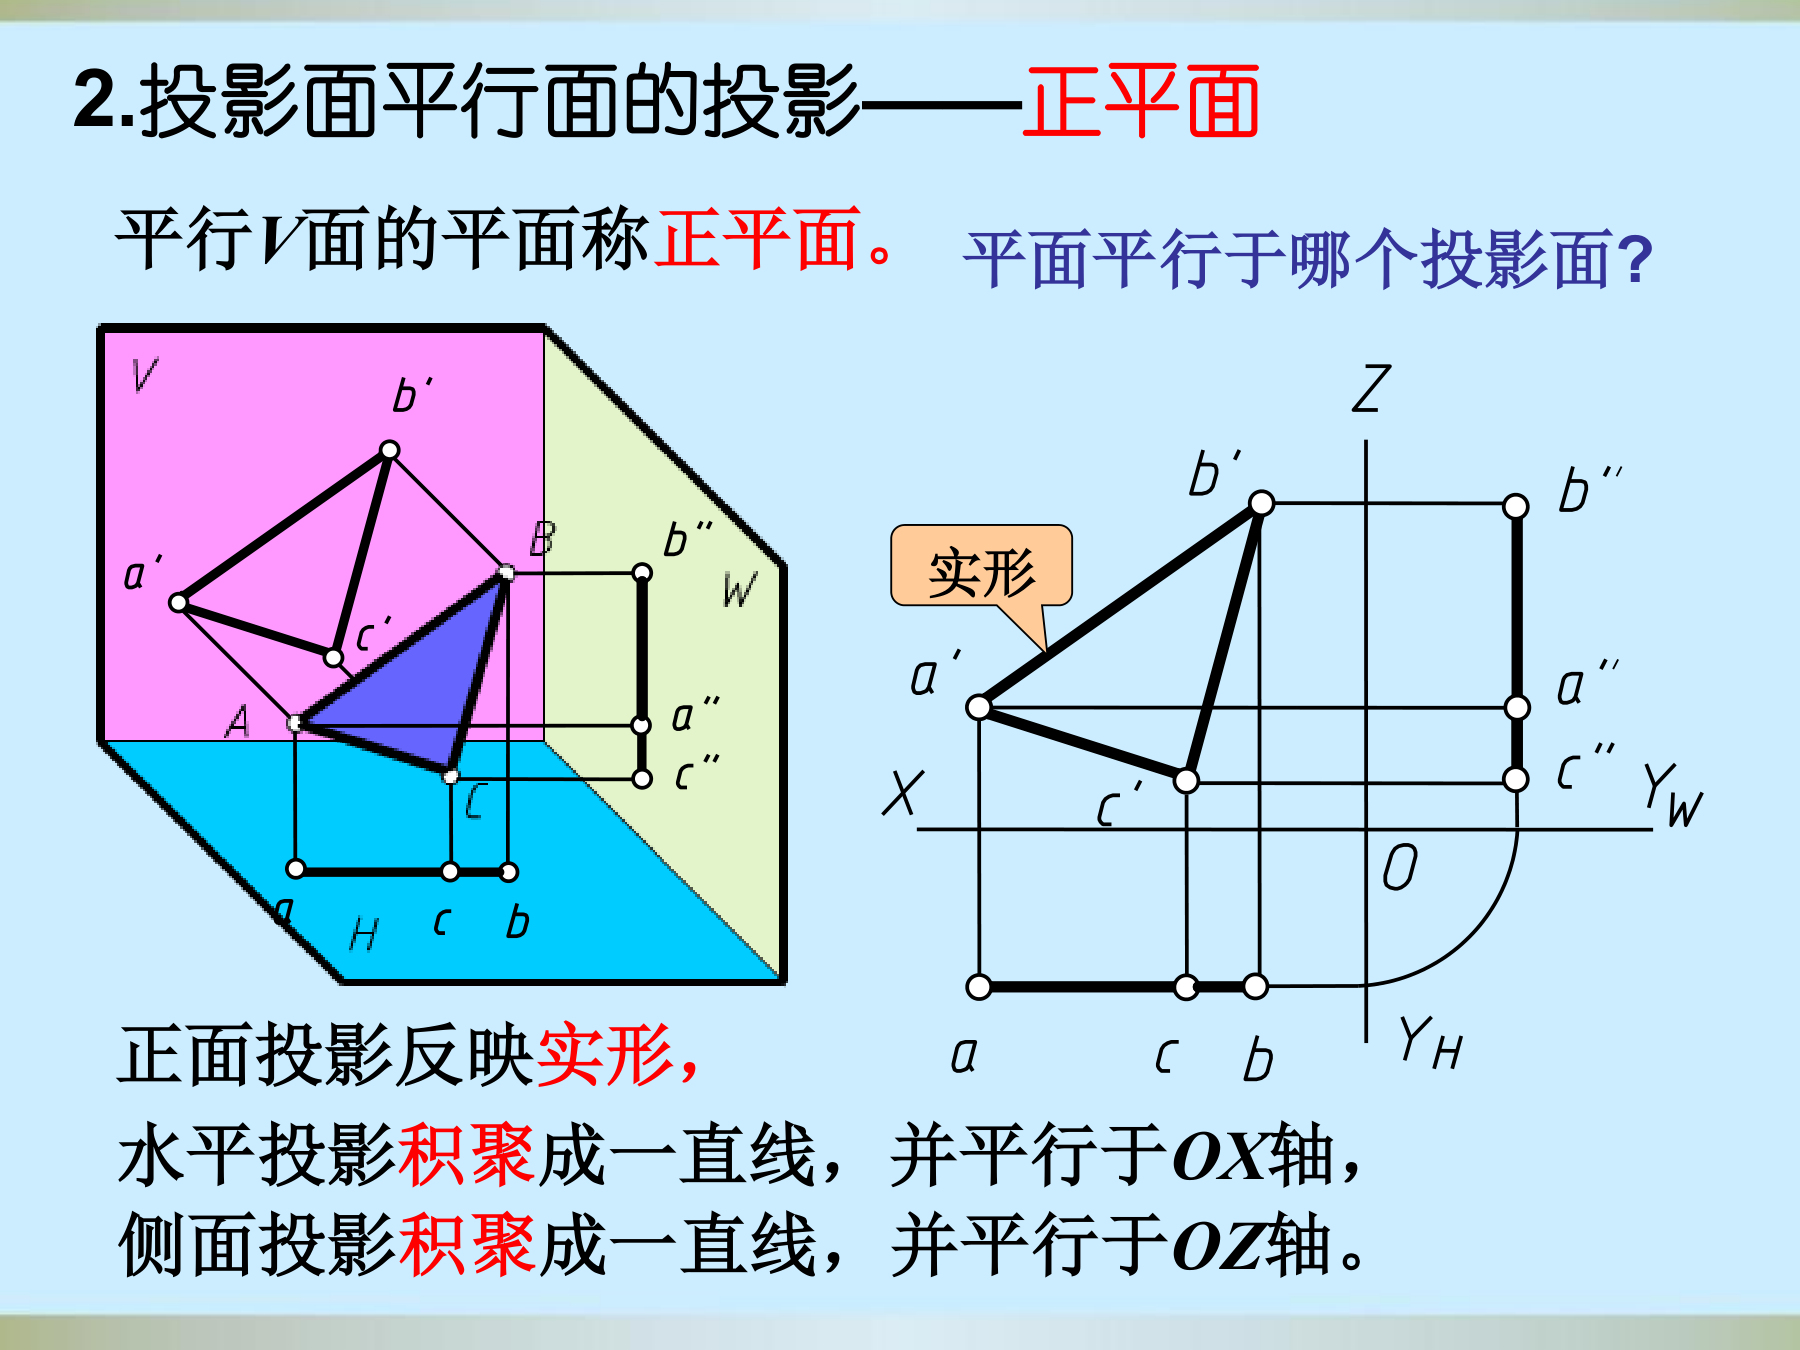 2.投影面平行面的投影——正平面
平行V面的平面称正平面。
平面平行于哪个投影面?
V
b′
a′
c′
B
b″
W
A
a″
c″
C
a
H
c
b
Z
b′
b″
实形
a′
a″
c′
c″
X
Y_W
O
a
c
b
Y_H
正面投影反映实形，
水平投影积聚成一直线，并平行于OX轴，
侧面投影积聚成一直线，并平行于OZ轴。